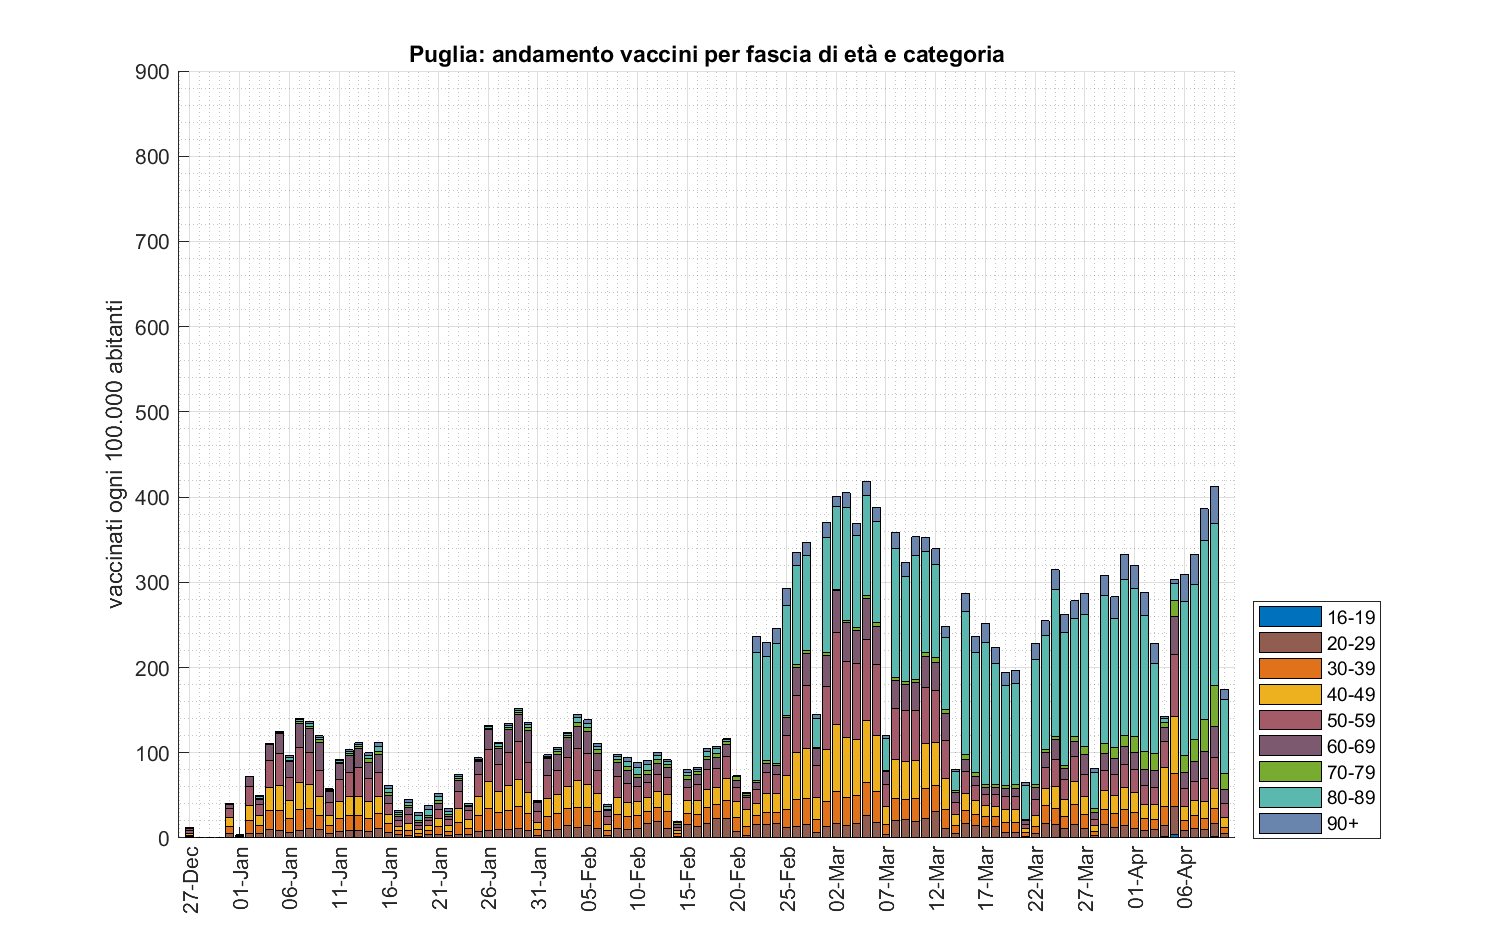 Puglia: andamento vaccini per fascia di età e categoria
vaccinati ogni 100.000 abitanti
900
800
700
600
500
400
300
200
100
0
27-Dec
01-Jan
06-Jan
11-Jan
16-Jan
21-Jan
26-Jan
31-Jan
05-Feb
10-Feb
15-Feb
20-Feb
25-Feb
02-Mar
07-Mar
12-Mar
17-Mar
22-Mar
27-Mar
01-Apr
06-Apr
16-19
20-29
30-39
40-49
50-59
60-69
70-79
80-89
90+